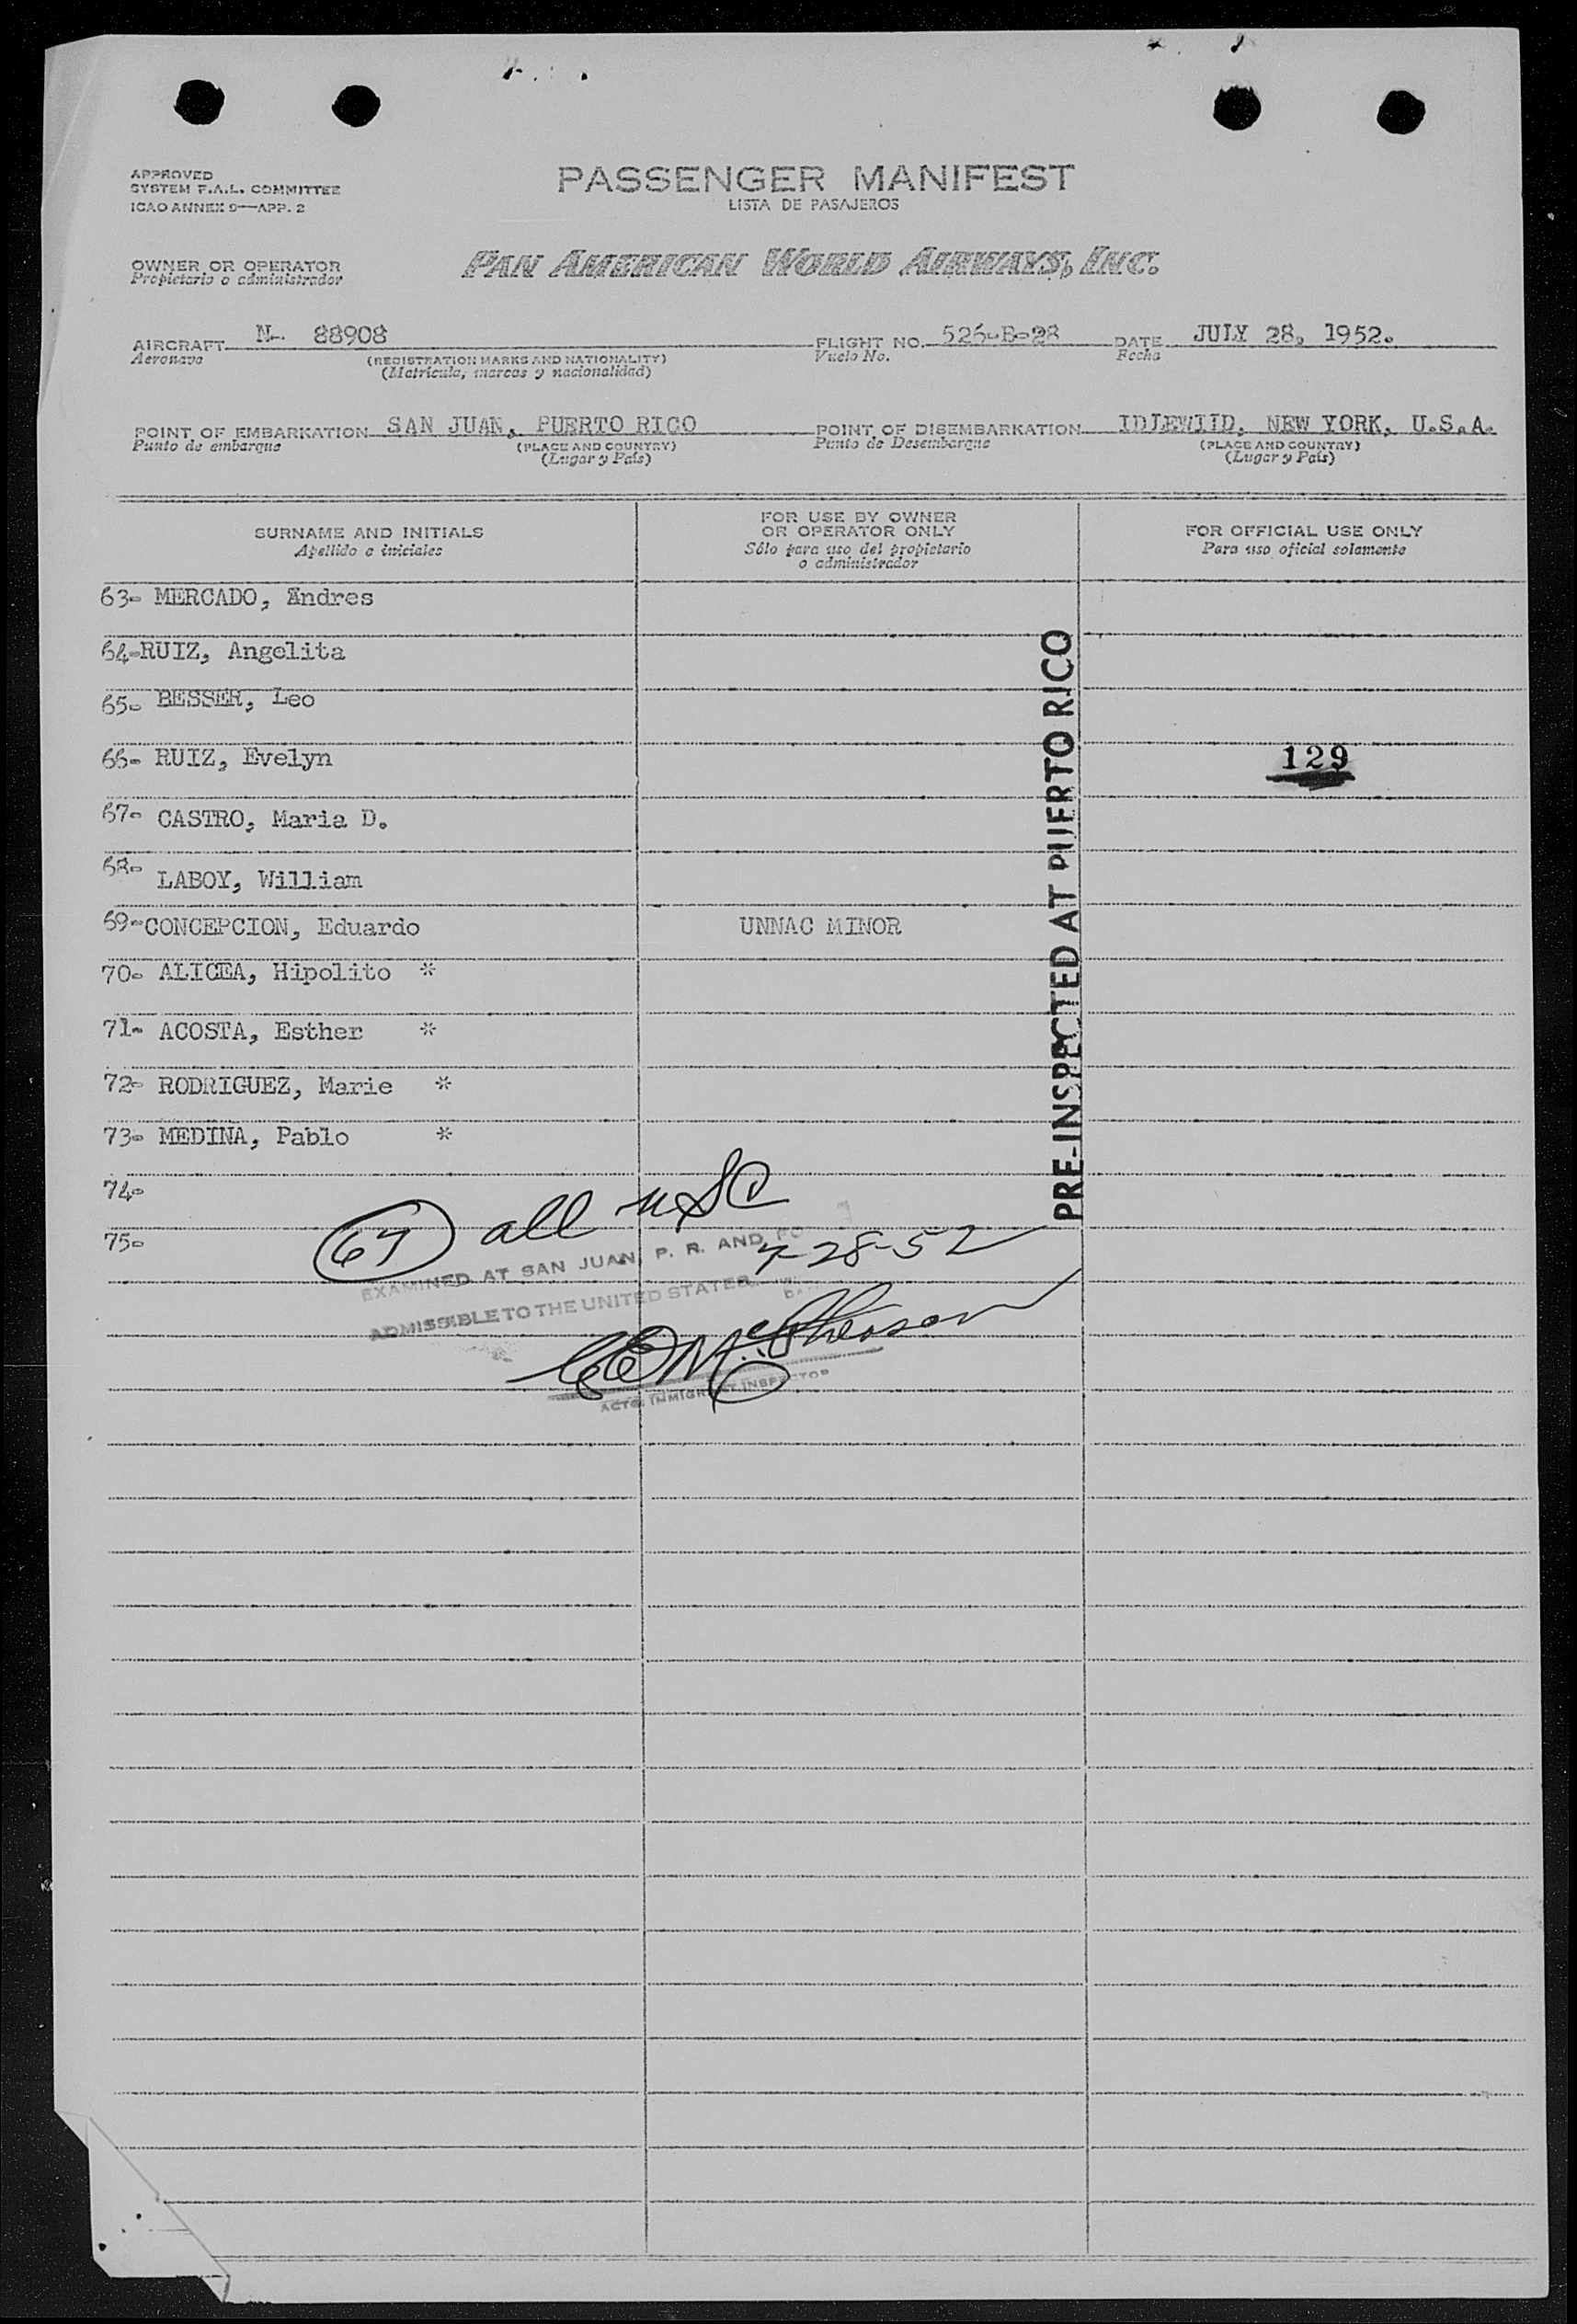 APPROVED
SYSTEM F.A.L. COMMITTEE
ICAO ANNEX 9—APP. 2
PASSENGER MANIFEST
LISTA DE PASAJEROS
OWNER OR OPERATOR
Propietario o administrador
PAN AMERICAN WORLD AIRWAYS, INC.
AIRCRAFT N- 88908
Aeronave
(REGISTRATION MARKS AND NATIONALITY)
(Matrícula, marcas y nacionalidad)
FLIGHT NO. 526-B-28
Vuelo No.
DATE JULY 28, 1952.
Fecha
POINT OF EMBARKATION SAN JUAN, PUERTO RICO
Punto de embarque
(PLACE AND COUNTRY)
(Lugar y País)
POINT OF DISEMBARKATION IDLEWIID, NEW YORK, U.S.A.
Punto de Desembarque
(PLACE AND COUNTRY)
(Lugar y País)
SURNAME AND INITIALS
Apellido e iniciales
FOR USE BY OWNER
OR OPERATOR ONLY
Sólo para uso del propietario
o administrador
FOR OFFICIAL USE ONLY
Para uso oficial solamente
63- MERCADO, Andres
64-RUIZ, Angelita
65- BESSER, Leo
66- RUIZ, Evelyn
129
67- CASTRO, Maria D.
68- LABOY, William
69-CONCEPCION, Eduardo UNNAC MINOR
70- ALICEA, Hipolito *
71- ACOSTA, Esther *
72- RODRIGUEZ, Marie *
73- MEDINA, Pablo *
74-
75-
PRE-INSPECTED AT PUERTO RICO
all USC
7-28-52
EXAMINED AT SAN JUAN, P. R. AND
ADMISSIBLE TO THE UNITED STATES
ACTG. IMMIGRANT INSPECTOR